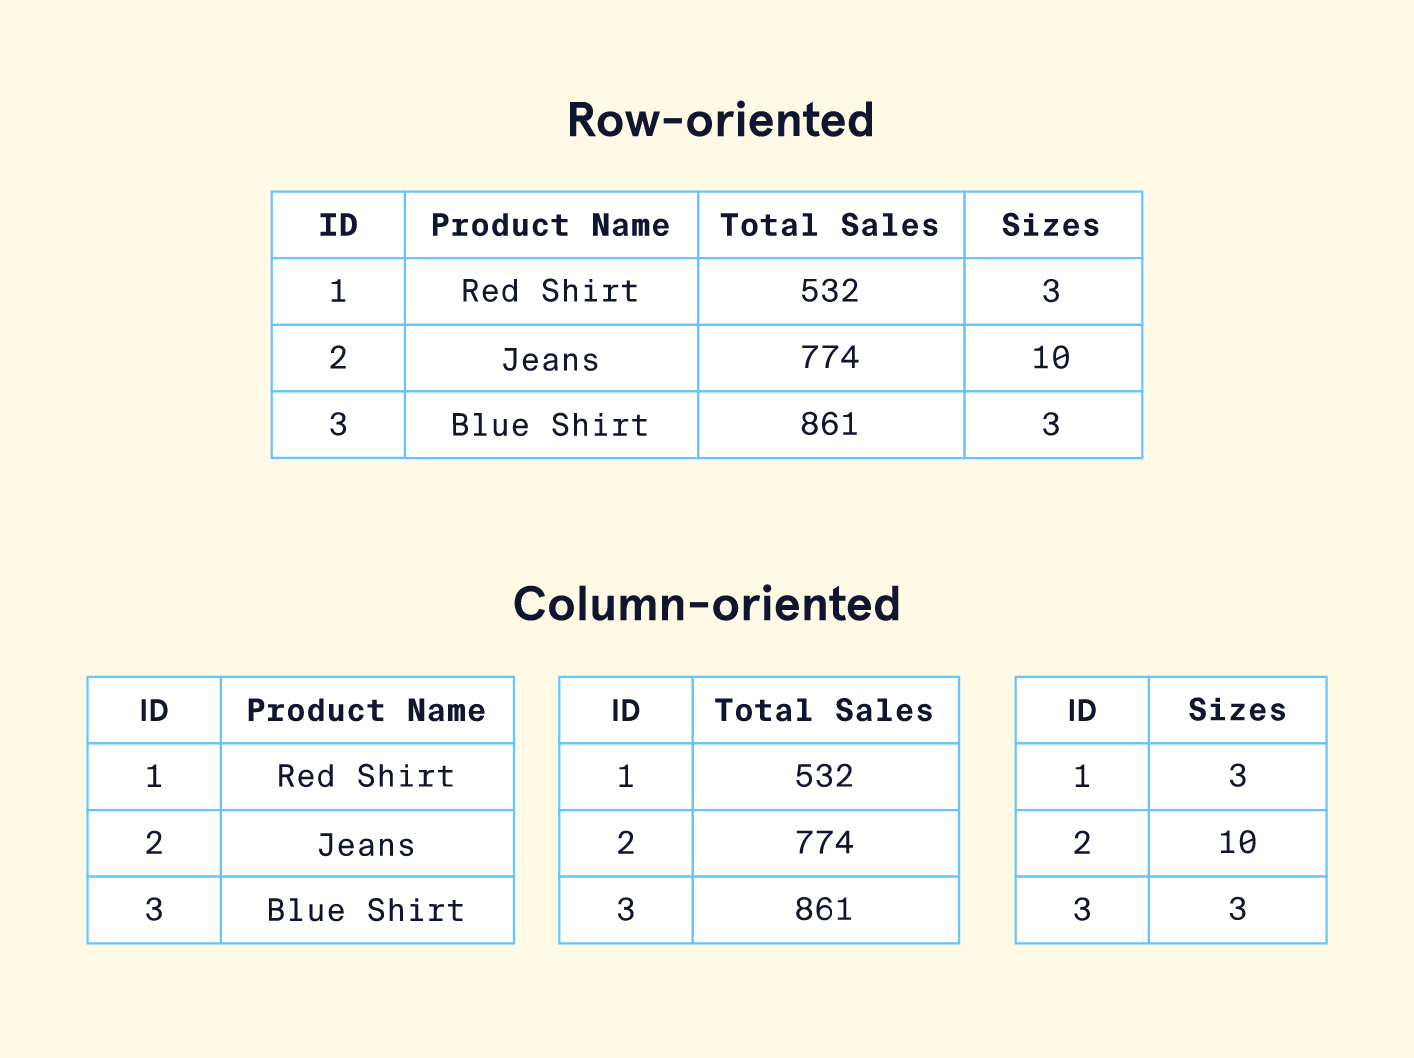 Row-oriented
ID Product Name Total Sales Sizes
1 Red Shirt 532 3
2 Jeans 774 10
3 Blue Shirt 861 3
Column-oriented
ID Product Name
1 Red Shirt
2 Jeans
3 Blue Shirt
ID Total Sales
1 532
2 774
3 861
ID Sizes
1 3
2 10
3 3